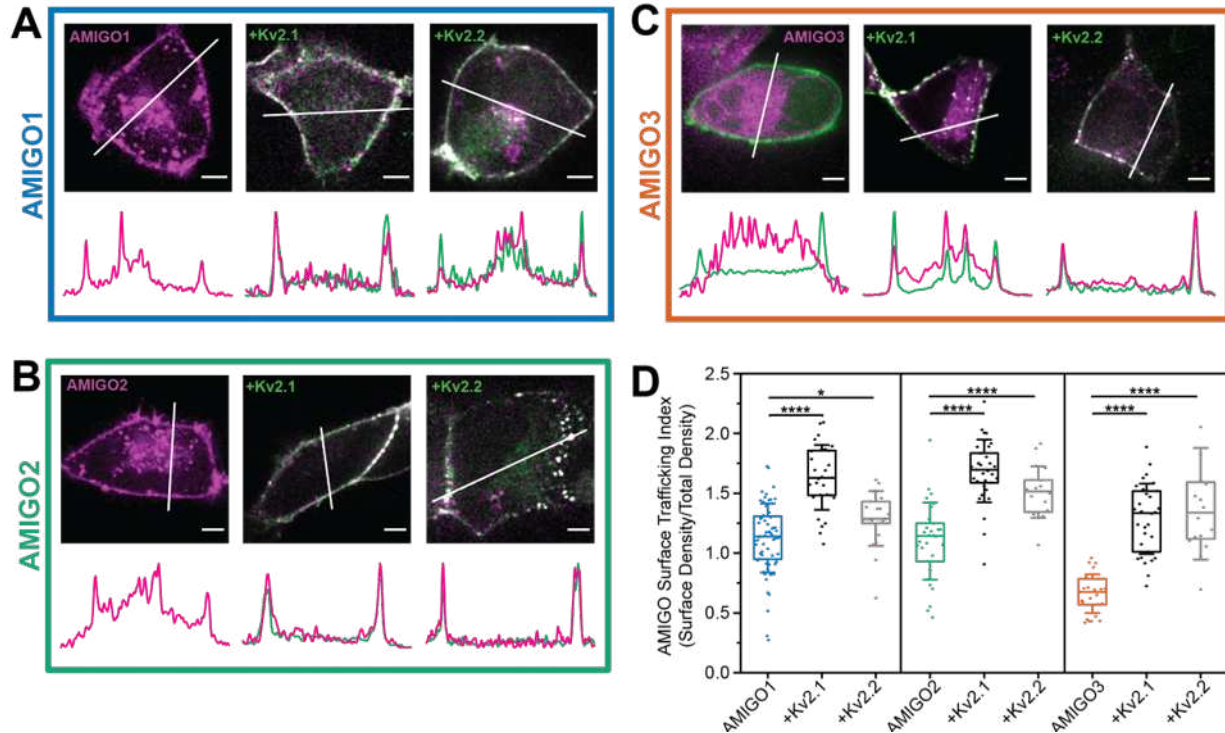 A
AMIGO1
AMIGO1
+Kv2.1
+Kv2.2
B
AMIGO2
AMIGO2
+Kv2.1
+Kv2.2
C
AMIGO3
AMIGO3
+Kv2.1
+Kv2.2
D
AMIGO Surface Trafficking Index
(Surface Density/Total Density)
2.5
2.0
1.5
1.0
0.5
0.0
*
****
****
****
****
****
AMIGO1
+Kv2.1
+Kv2.2
AMIGO2
+Kv2.1
+Kv2.2
AMIGO3
+Kv2.1
+Kv2.2